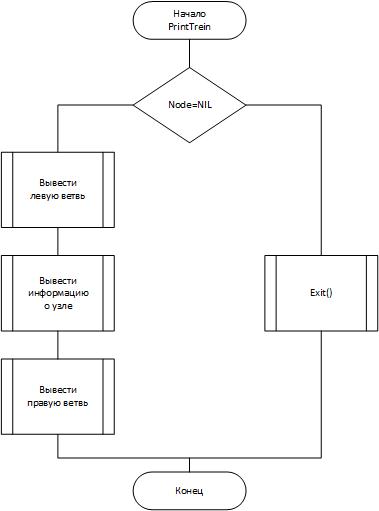 Начало
PrintTrein
Node=NIL
Вывести
левую ветвь
Вывести
информацию
о узле
Exit()
Вывести
правую ветвь
Конец